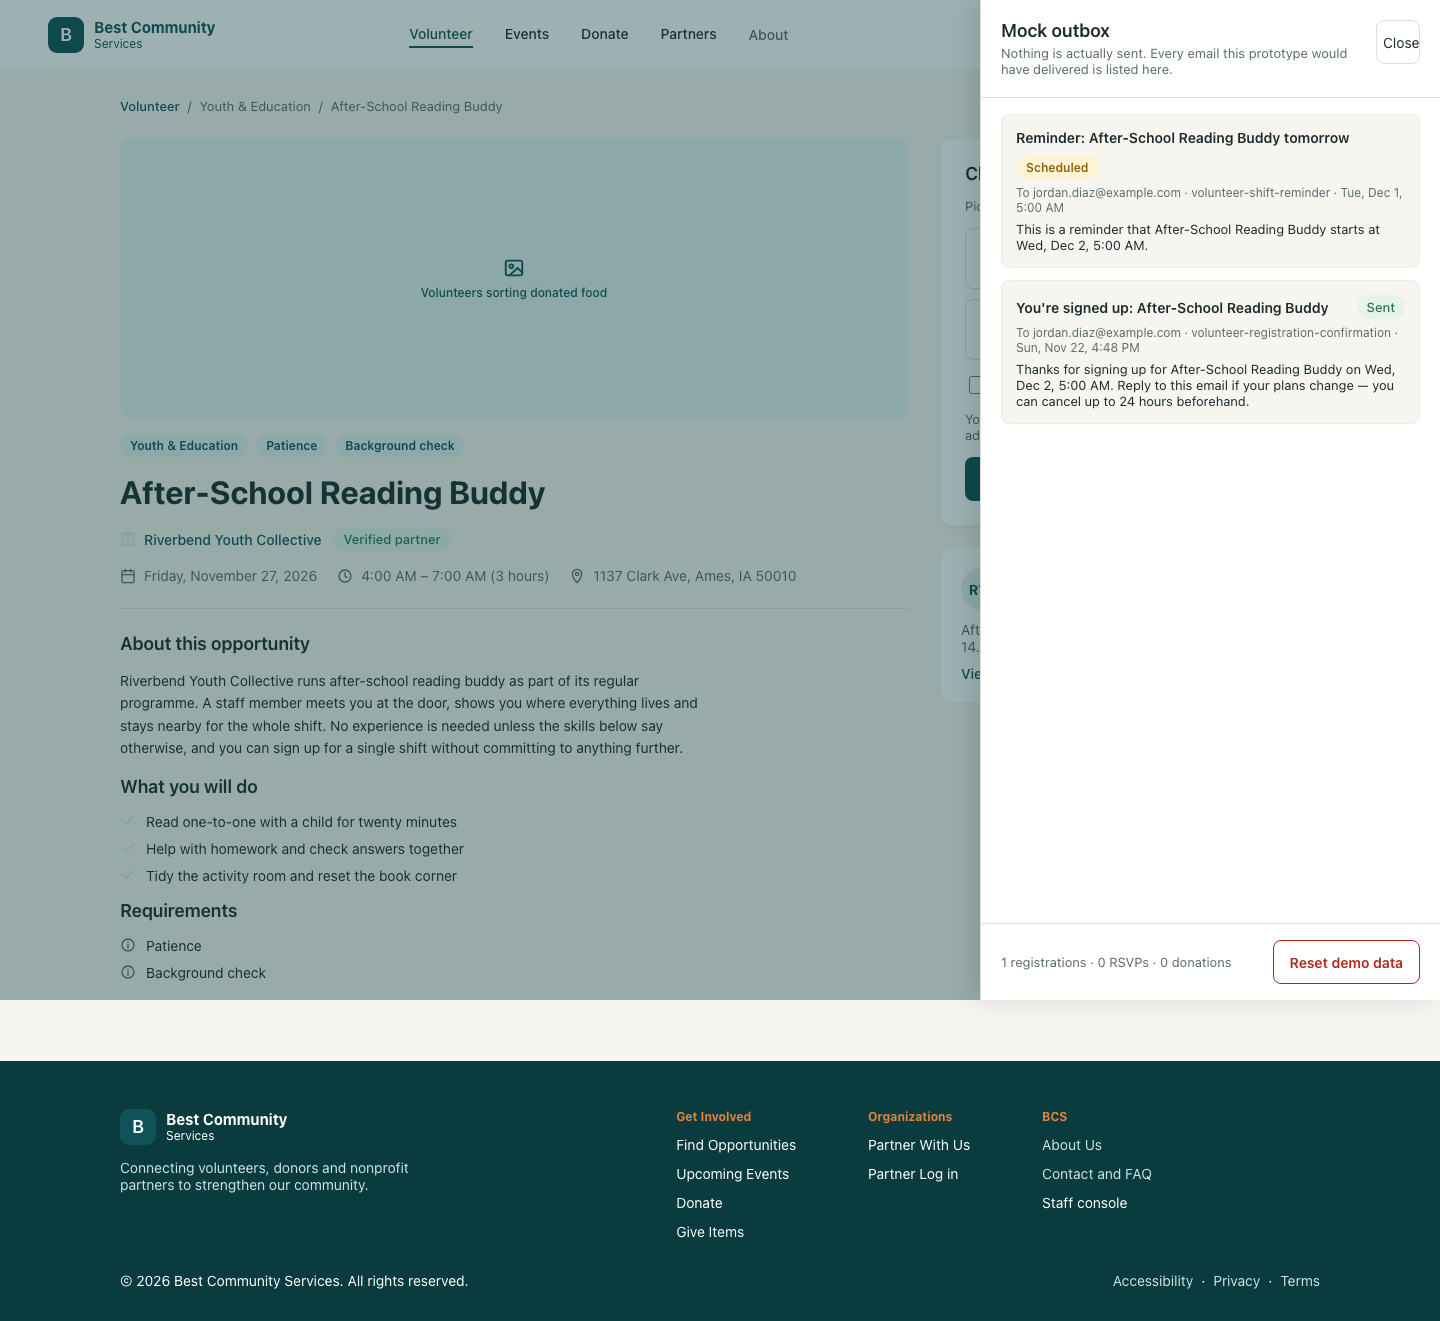 B
Best Community
Services
Volunteer
Events
Donate
Partners
About
Volunteer / Youth & Education / After-School Reading Buddy
Volunteers sorting donated food
Youth & Education
Patience
Background check
After-School Reading Buddy
Riverbend Youth Collective
Verified partner
Friday, November 27, 2026
4:00 AM – 7:00 AM (3 hours)
1137 Clark Ave, Ames, IA 50010
About this opportunity
Riverbend Youth Collective runs after-school reading buddy as part of its regular
programme. A staff member meets you at the door, shows you where everything lives and
stays nearby for the whole shift. No experience is needed unless the skills below say
otherwise, and you can sign up for a single shift without committing to anything further.
What you will do
Read one-to-one with a child for twenty minutes
Help with homework and check answers together
Tidy the activity room and reset the book corner
Requirements
Patience
Background check
14.
Mock outbox
Nothing is actually sent. Every email this prototype would
have delivered is listed here.
Close
Reminder: After-School Reading Buddy tomorrow
Scheduled
To jordan.diaz@example.com · volunteer-shift-reminder · Tue, Dec 1,
5:00 AM
This is a reminder that After-School Reading Buddy starts at
Wed, Dec 2, 5:00 AM.
You're signed up: After-School Reading Buddy
Sent
To jordan.diaz@example.com · volunteer-registration-confirmation ·
Sun, Nov 22, 4:48 PM
Thanks for signing up for After-School Reading Buddy on Wed,
Dec 2, 5:00 AM. Reply to this email if your plans change — you
can cancel up to 24 hours beforehand.
1 registrations · 0 RSVPs · 0 donations
Reset demo data
B
Best Community
Services
Connecting volunteers, donors and nonprofit
partners to strengthen our community.
Get Involved
Find Opportunities
Upcoming Events
Donate
Give Items
Organizations
Partner With Us
Partner Log in
BCS
About Us
Contact and FAQ
Staff console
© 2026 Best Community Services. All rights reserved.
Accessibility · Privacy · Terms